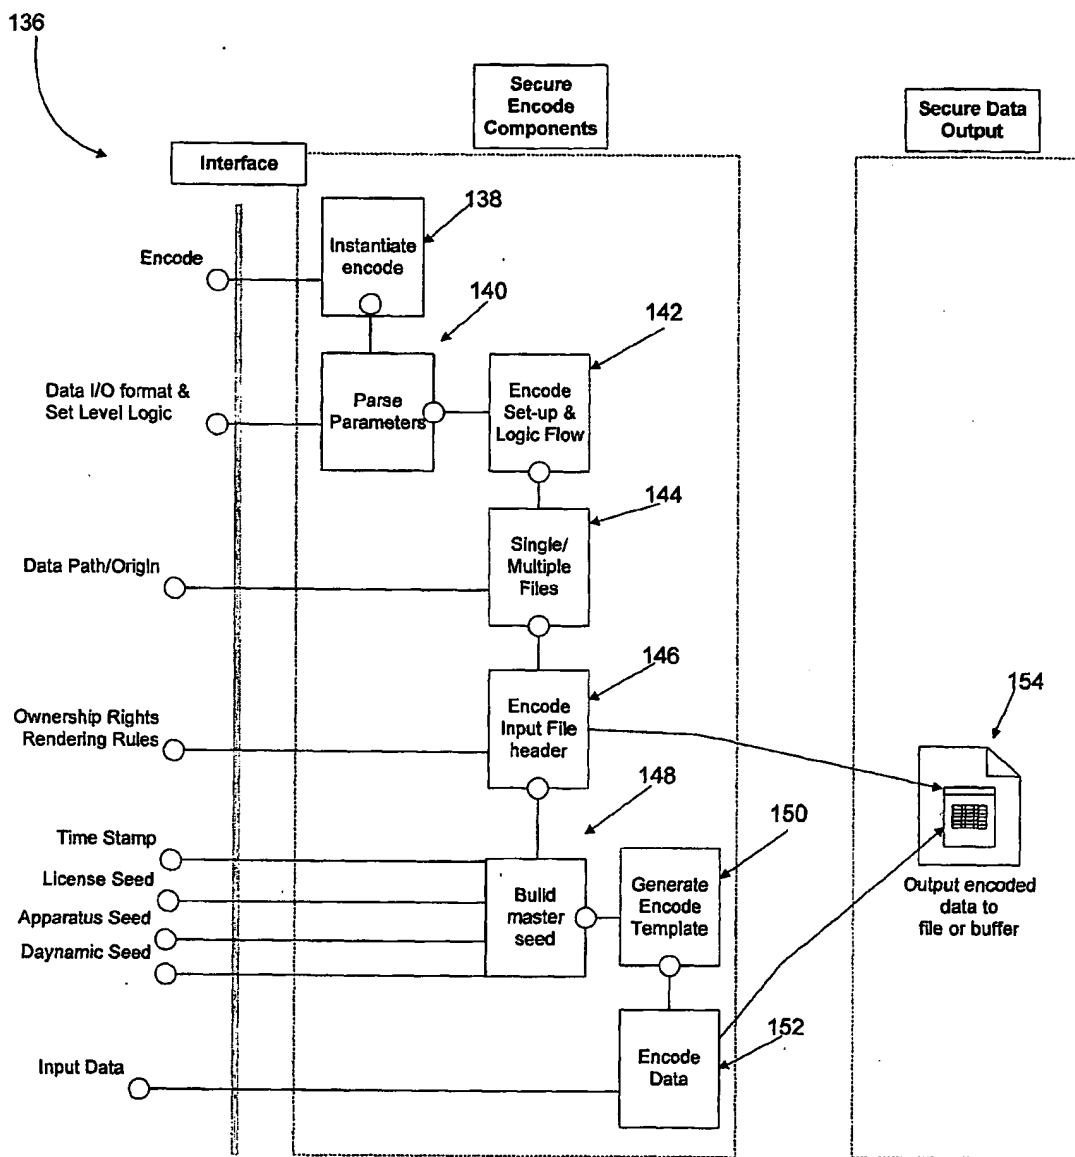 136
Secure
Encode
Components
Secure Data
Output
Interface
138
Instantiate
encode
Encode
140
142
Data I/O format &
Set Level Logic
Parse
Parameters
Encode
Set-up &
Logic Flow
144
Single/
Multiple
Files
Data Path/Origin
146
Encode
Input File
header
Ownership Rights
Rendering Rules
154
148
150
Time Stamp
License Seed
Apparatus Seed
Daynamic Seed
Build
master
seed
Generate
Encode
Template
Output encoded
data to
file or buffer
152
Encode
Data
Input Data